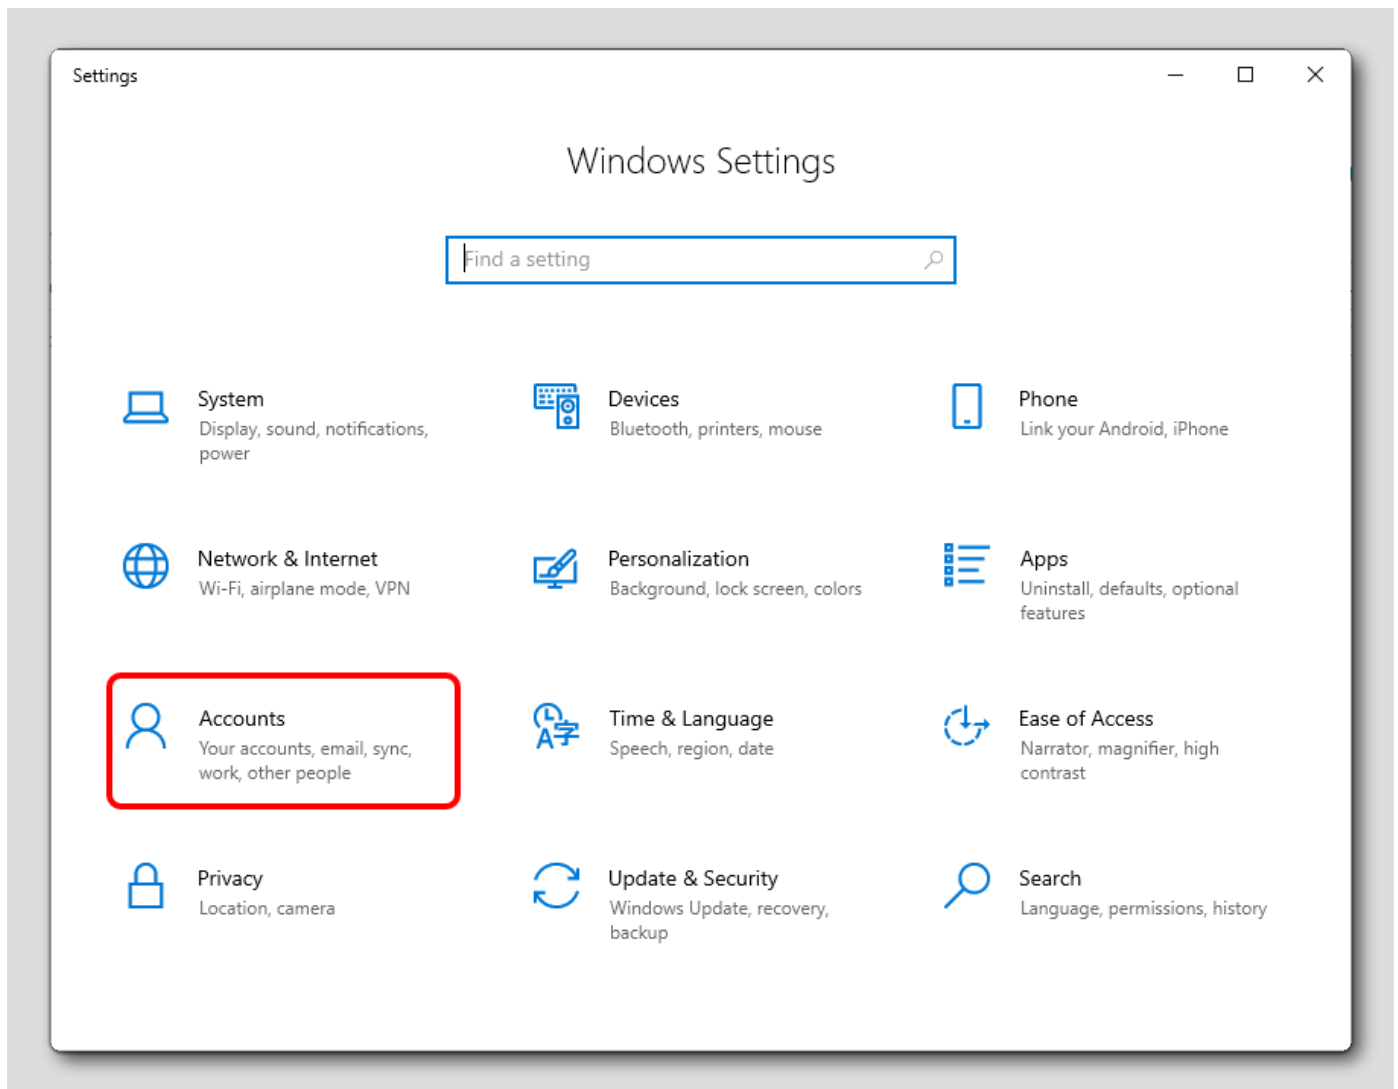 Settings
Windows Settings
Find a setting
System
Display, sound, notifications,
power
Devices
Bluetooth, printers, mouse
Phone
Link your Android, iPhone
Network & Internet
Wi-Fi, airplane mode, VPN
Personalization
Background, lock screen, colors
Apps
Uninstall, defaults, optional
features
Accounts
Your accounts, email, sync,
work, other people
Time & Language
Speech, region, date
Ease of Access
Narrator, magnifier, high
contrast
Privacy
Location, camera
Update & Security
Windows Update, recovery,
backup
Search
Language, permissions, history